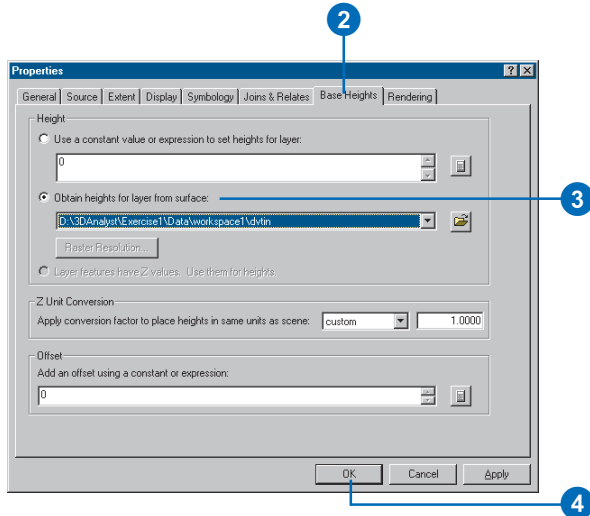 2
Properties
General Source Extent Display Symbology Joins & Relates Base Heights Rendering
Height
Use a constant value or expression to set heights for layer:
0
Obtain heights for layer from surface:
3
D:\3DAnalyst\Exercise1\Data\workspace1\dvtin
Raster Resolution...
Layer features have Z values. Use them for heights.
Z Unit Conversion
Apply conversion factor to place heights in same units as scene: custom 1.0000
Offset
Add an offset using a constant or expression:
0
OK Cancel Apply
4